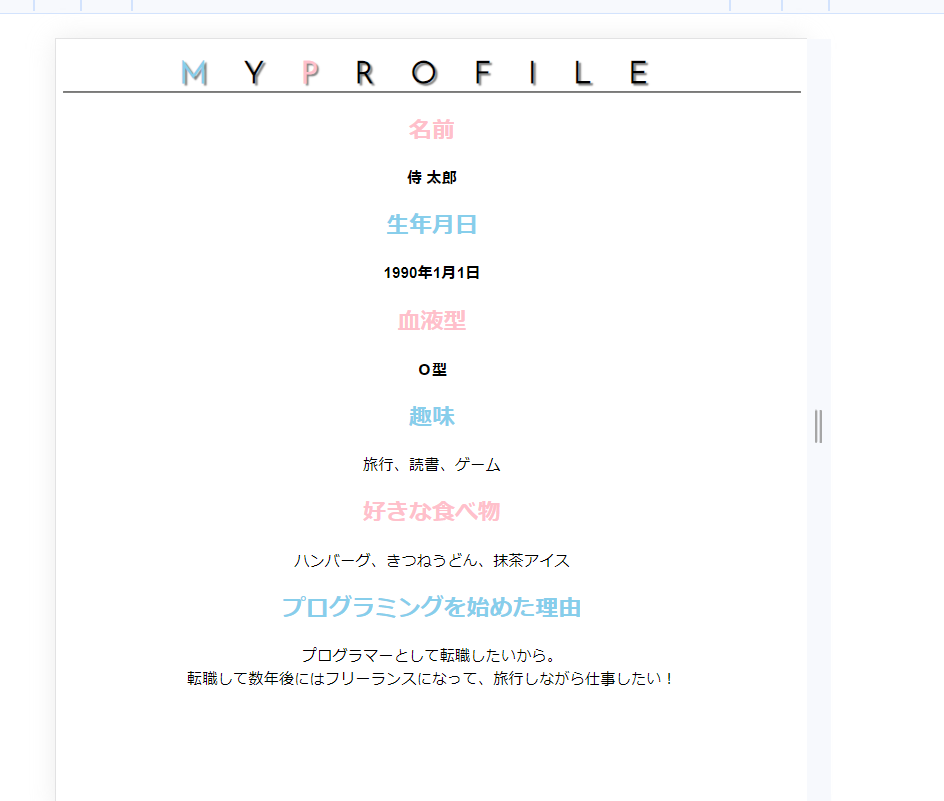 MY PROFILE
名前
侍 太郎
生年月日
1990年1月1日
血液型
O型
趣味
旅行、読書、ゲーム
好きな食べ物
ハンバーグ、きつねうどん、抹茶アイス
プログラミングを始めた理由
プログラマーとして転職したいから。
転職して数年後にはフリーランスになって、旅行しながら仕事したい！